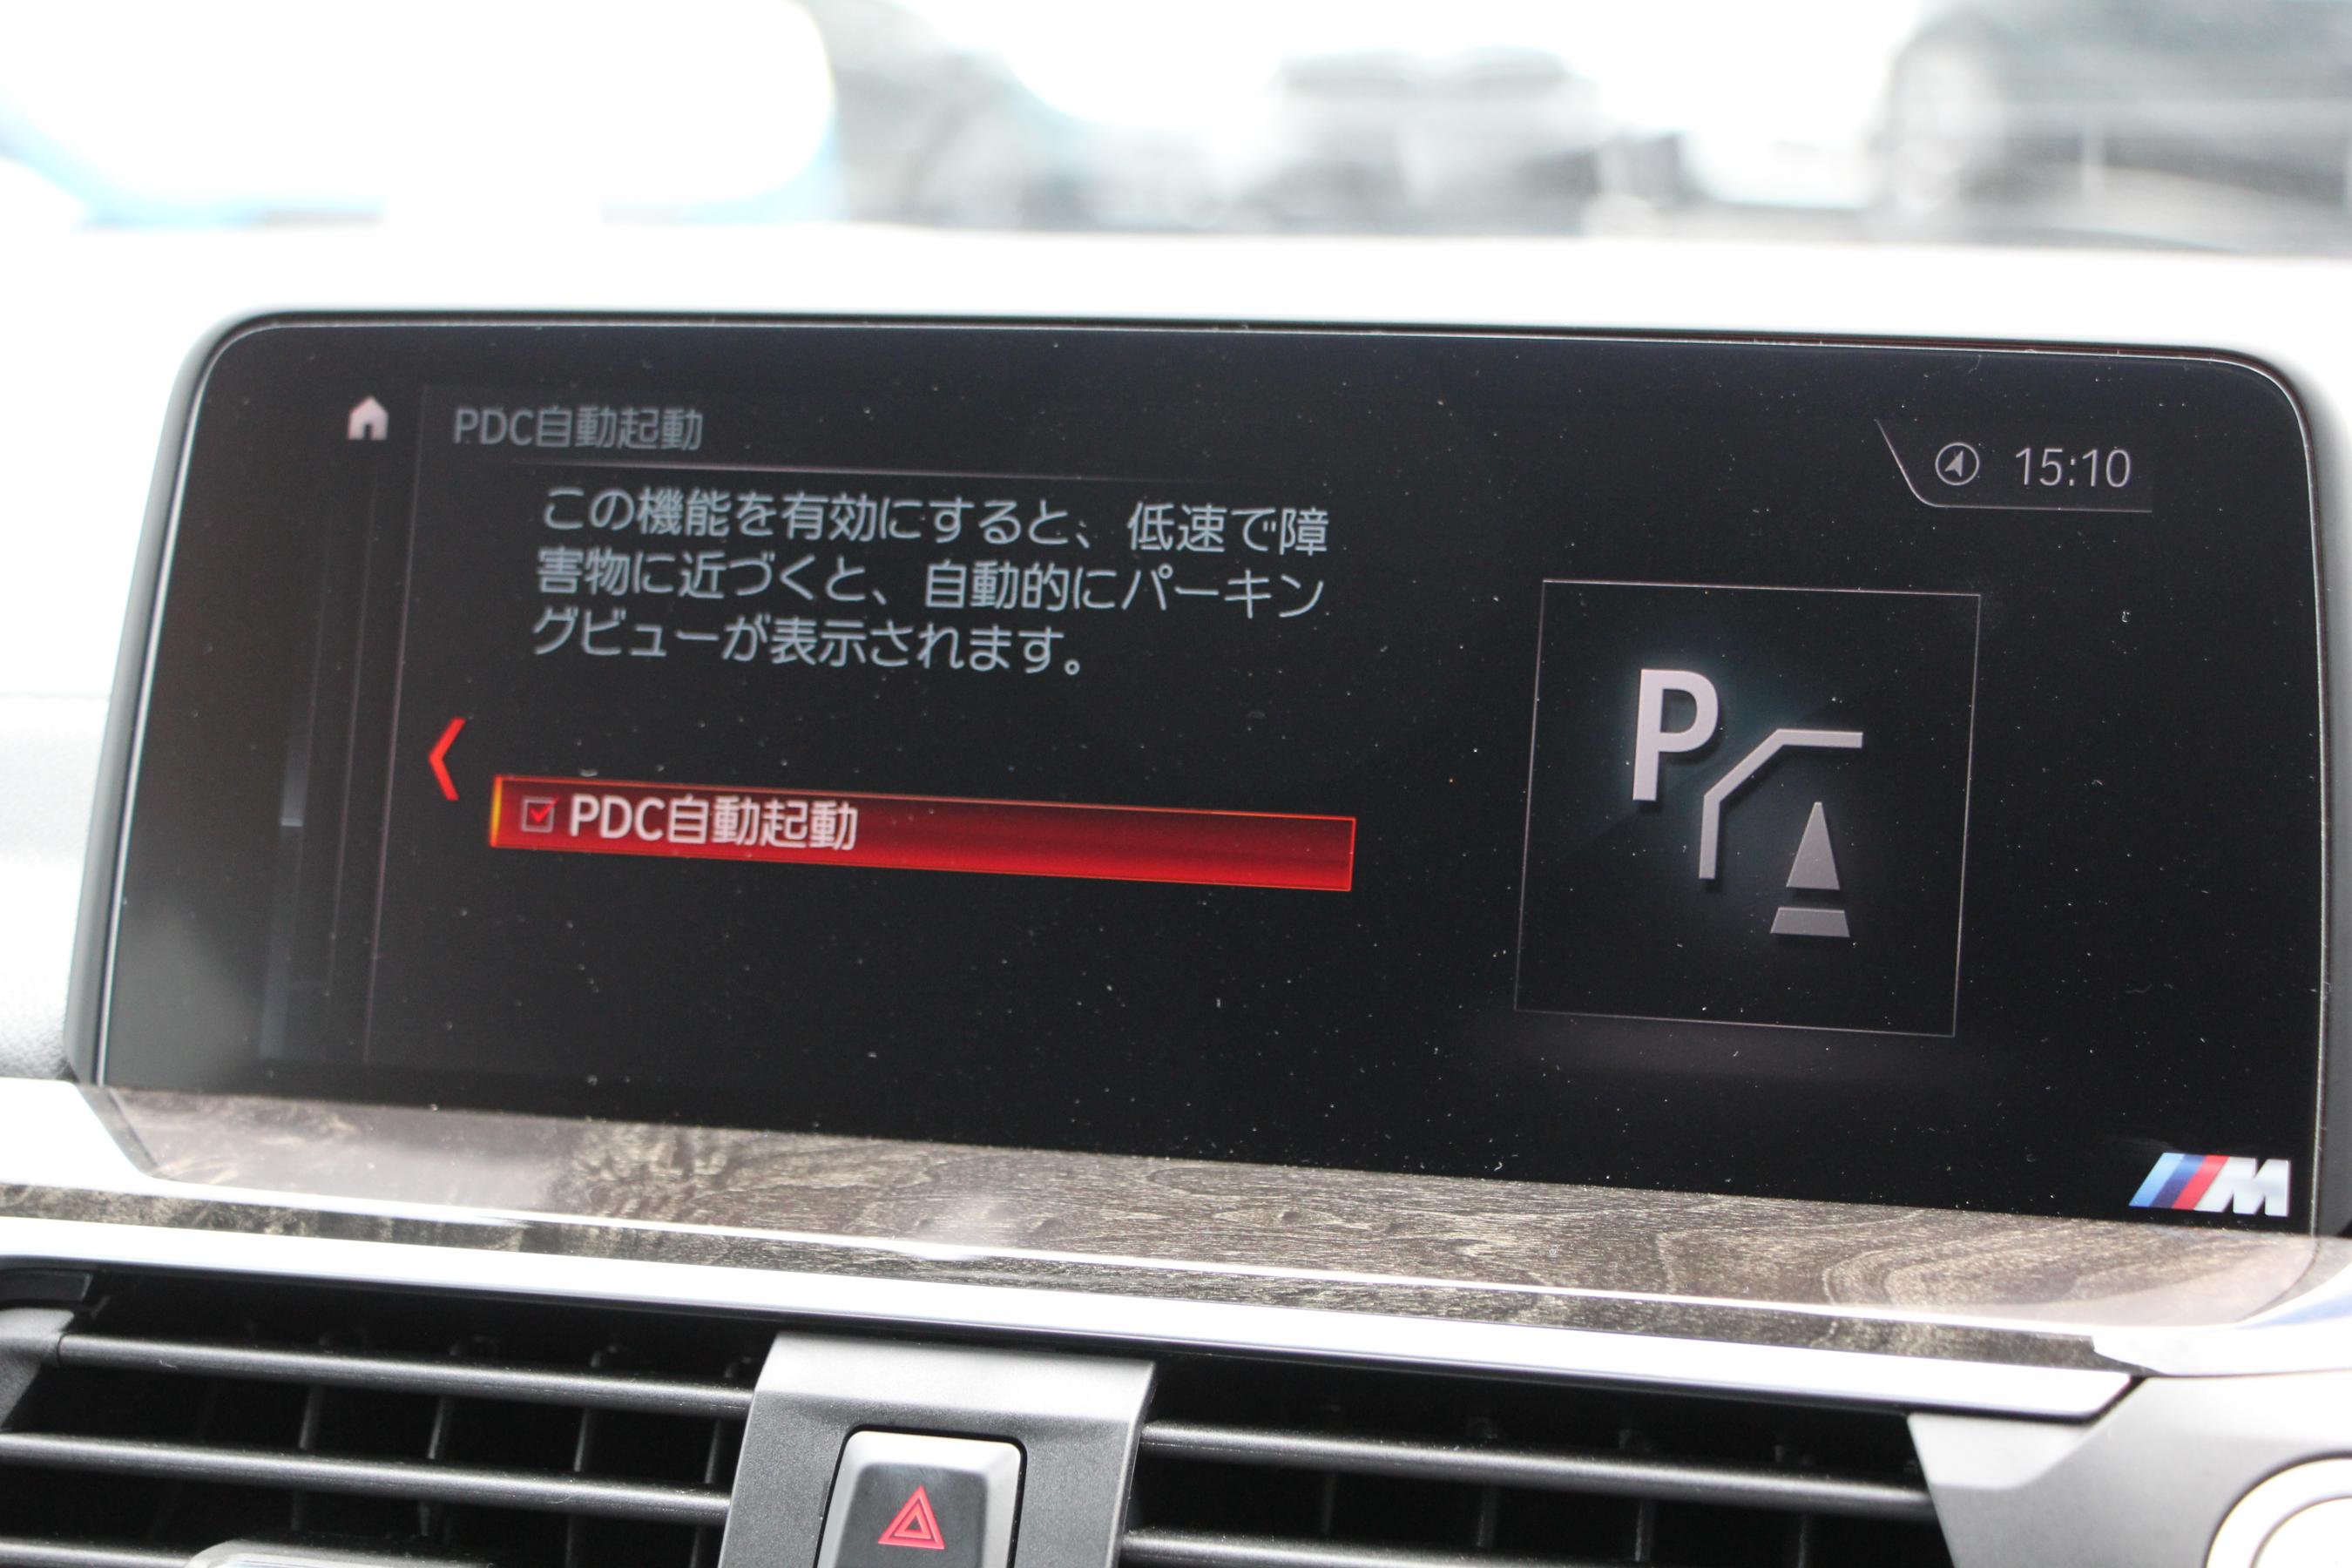 PDC自動起動
15:10
この機能を有効にすると、低速で障
害物に近づくと、自動的にパーキン
グビューが表示されます。
PDC自動起動
P
M